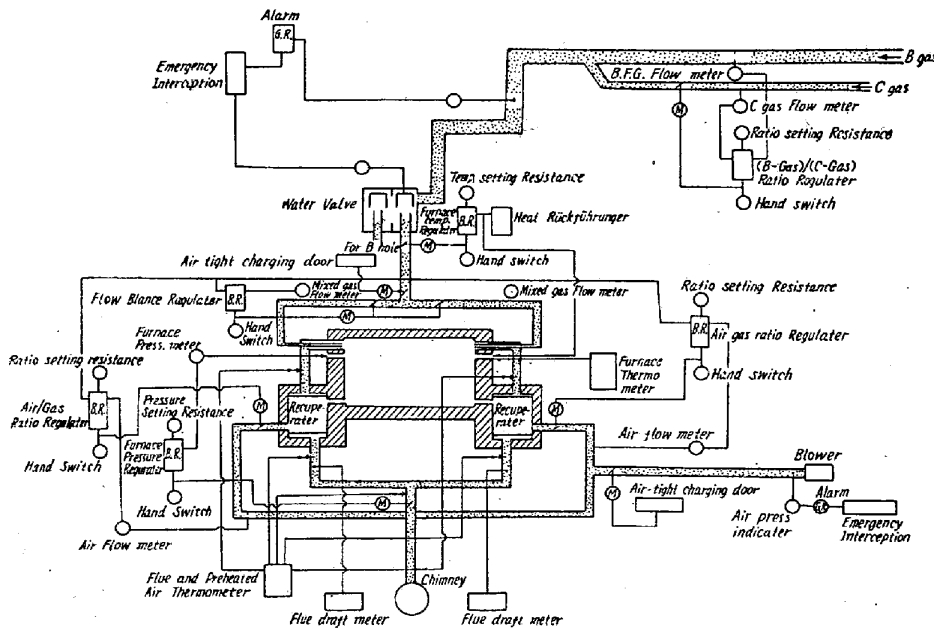 Alarm
G.R.
Emergency
Interception
B gas
B.F.G. Flow meter
C gas
C gas Flow meter
M
Ratio setting Resistance
(B-Gas)/(C-Gas)
Ratio Regulater
Hand switch
Temp setting Resistance
Water Valve
Furnace
temp.
Regulator
B.R.
Heal Rückführunger
For B hole
M
Hand switch
Air tight charging door
Mixed gas
Flow meter
M
Mixed gas Flow meter
Ratio setting Resistance
Flow Blance Regulater
B.R.
M
Hand
Switch
B.R.
Air gas ratio Regulater
Furnace
Press. meter
Hand switch
Ratio setting resistance
Furnace
Thermo
meter
Pressure
Setting Resistance
Air/Gas
Ratio Regulater
B.R.
M
Recupe-
rater
Recupe-
rater
M
Furnace
Pressure
Regulator
B.R.
Air flow meter
Hand Switch
Blower
Hand Switch
M
M
Air-tight charging door
Alarm
Air Flow meter
Air press
indicater
Emergency
Interception
Flue and Preheated
Air Thermometer
Chimney
Flue draft meter
Flue draft meter